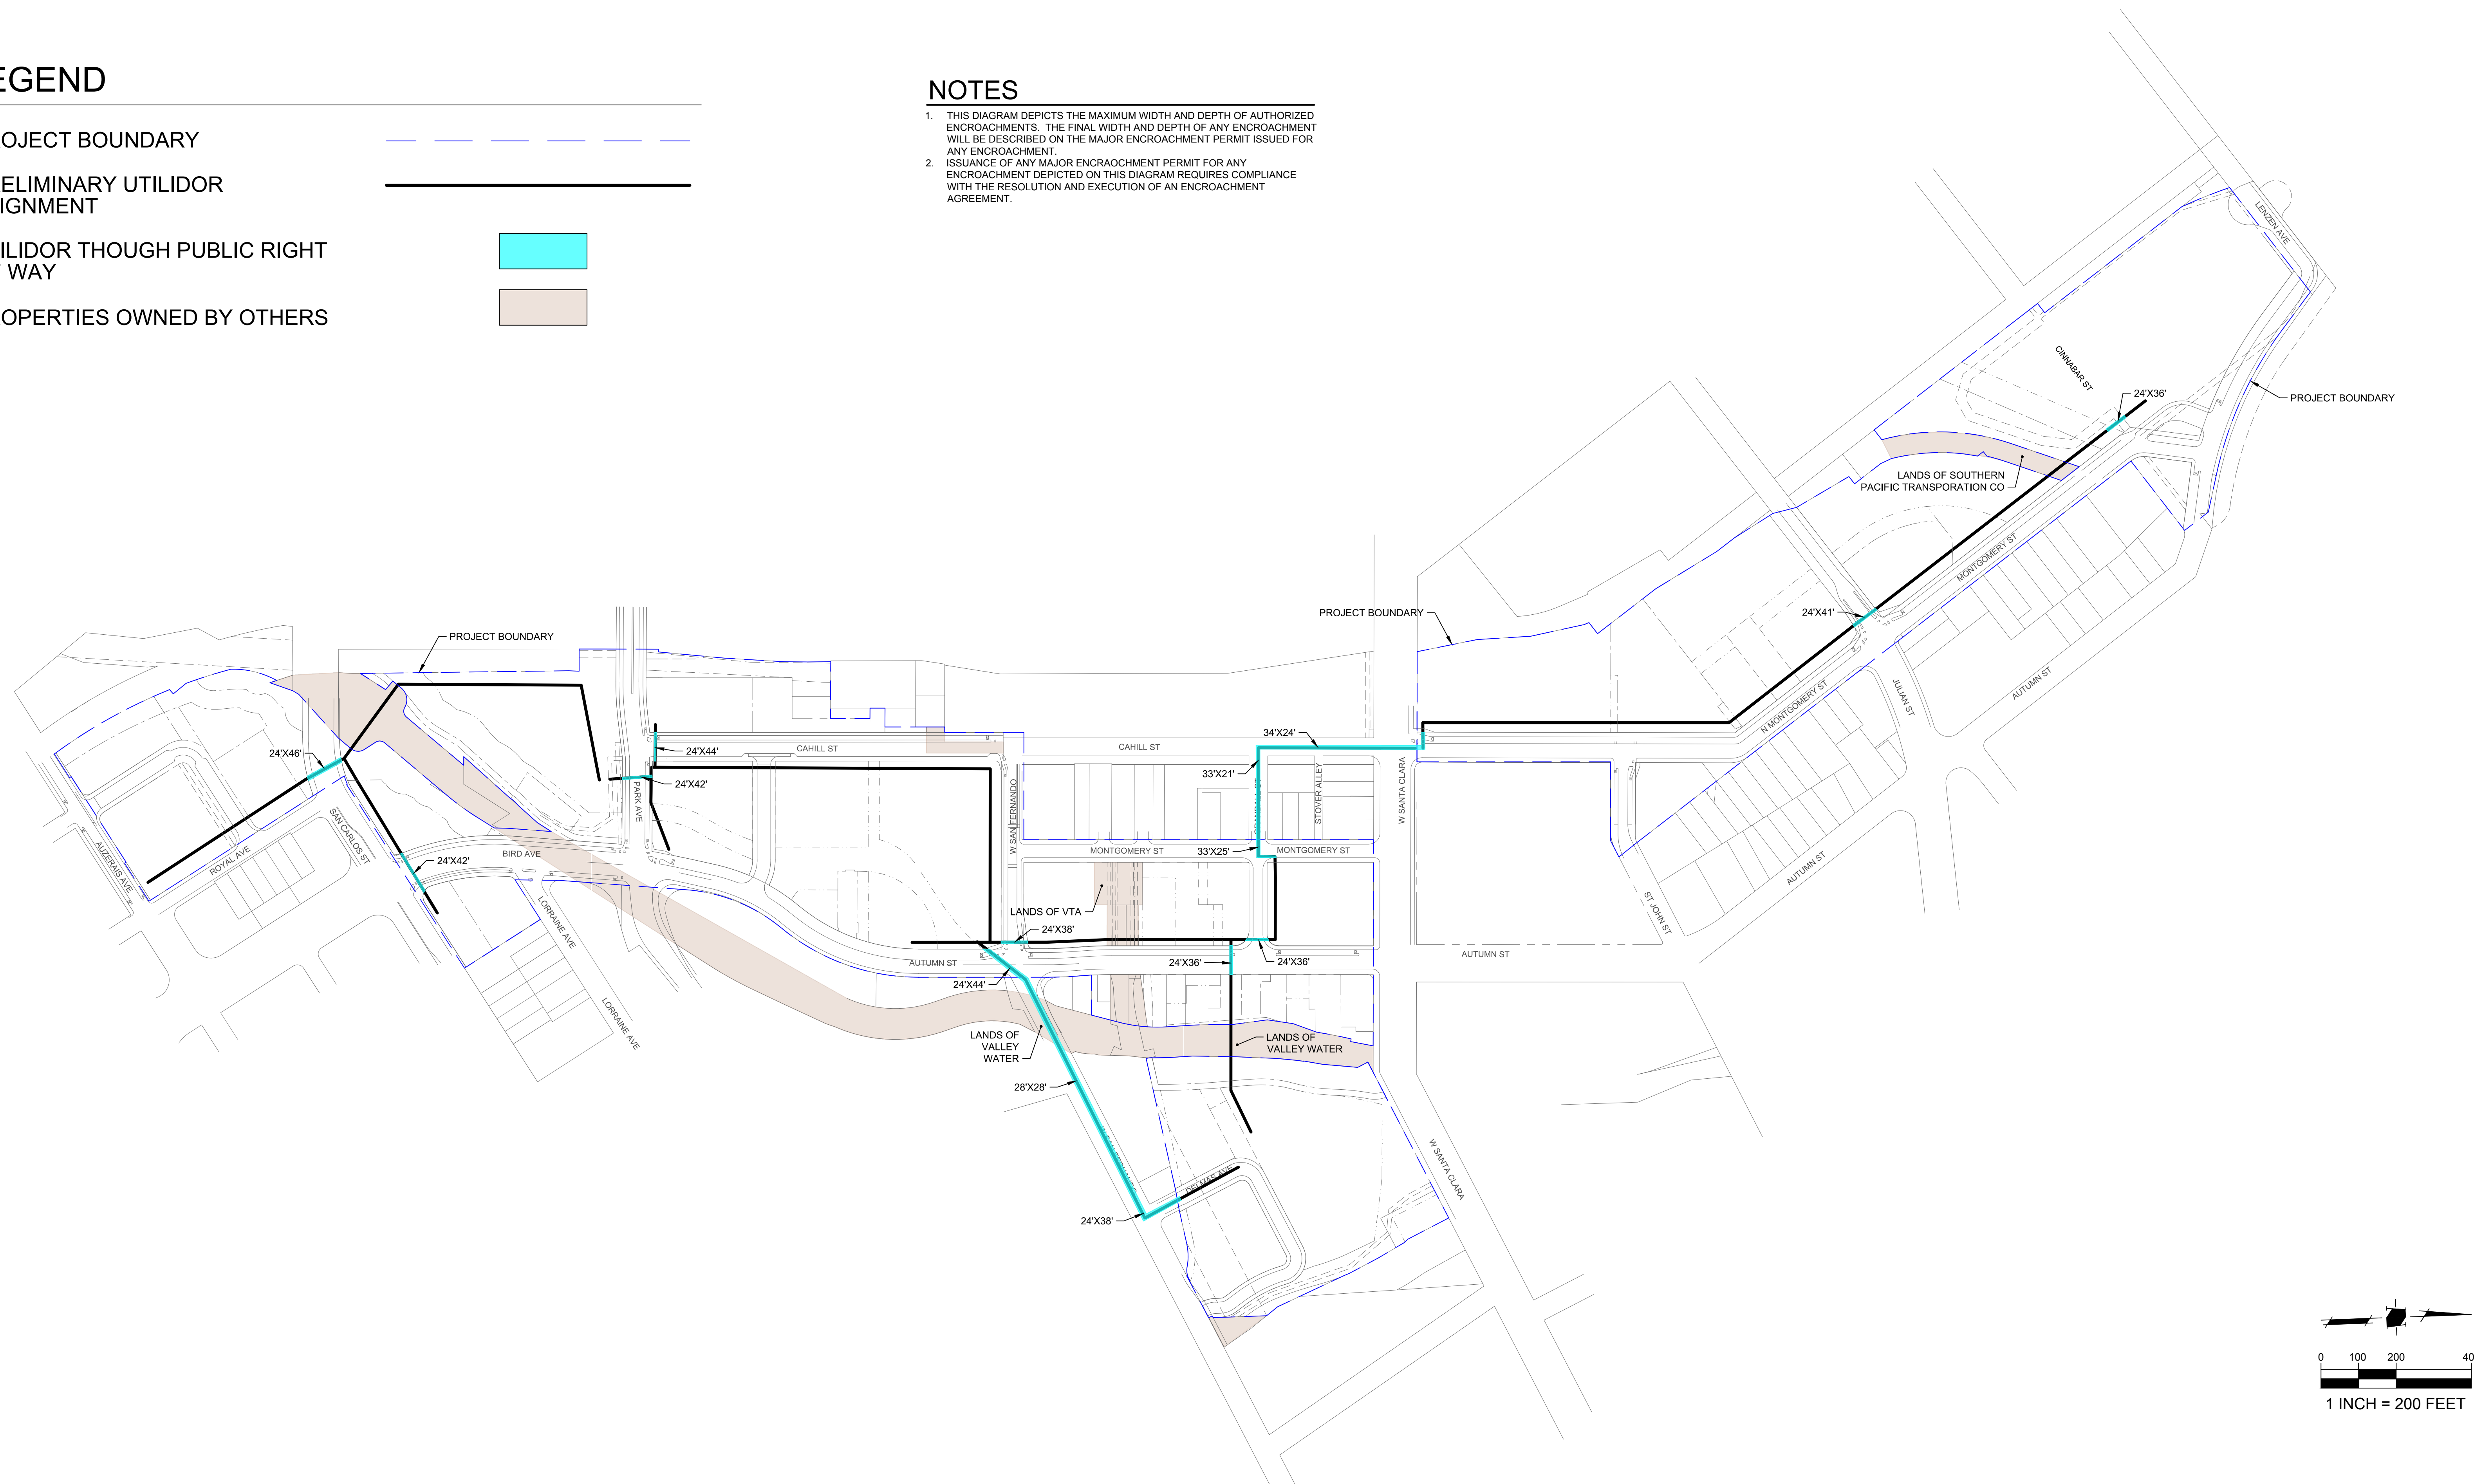 EGEND
OJECT BOUNDARY
ELIMINARY UTILIDOR
IGNMENT
ILIDOR THOUGH PUBLIC RIGHT
WAY
OPERTIES OWNED BY OTHERS
NOTES
1. THIS DIAGRAM DEPICTS THE MAXIMUM WIDTH AND DEPTH OF AUTHORIZED
ENCROACHMENTS. THE FINAL WIDTH AND DEPTH OF ANY ENCROACHMENT
WILL BE DESCRIBED ON THE MAJOR ENCROACHMENT PERMIT ISSUED FOR
ANY ENCROACHMENT.
2. ISSUANCE OF ANY MAJOR ENCRAOCHMENT PERMIT FOR ANY
ENCROACHMENT DEPICTED ON THIS DIAGRAM REQUIRES COMPLIANCE
WITH THE RESOLUTION AND EXECUTION OF AN ENCROACHMENT
AGREEMENT.
LENZEN AVE
CINNABAR ST
24'X36'
PROJECT BOUNDARY
LANDS OF SOUTHERN
PACIFIC TRANSPORATION CO
MONTGOMERY ST
24'X41'
PROJECT BOUNDARY
JULIAN ST
AUTUMN ST
N MONTGOMERY ST
AUTUMN ST
ST JOHN ST
AUTUMN ST
PROJECT BOUNDARY
24'X46'
AUZERAIS AVE
ROYAL AVE
SAN CARLOS ST
24'X42'
BIRD AVE
LORRAINE AVE
LORRAINE AVE
24'X44'
24'X42'
PARK AVE
CAHILL ST
CAHILL ST
34'X24'
33'X21'
STOVER ALLEY
W SANTA CLARA
W SAN FERNANDO
MONTGOMERY ST
33'X25'
MONTGOMERY ST
LANDS OF VTA
24'X38'
AUTUMN ST
24'X44'
24'X36'
24'X36'
LANDS OF
VALLEY
WATER
LANDS OF
VALLEY WATER
28'X28'
W SANTA CLARA
DELMAS AVE
24'X38'
0 100 200 40
1 INCH = 200 FEET